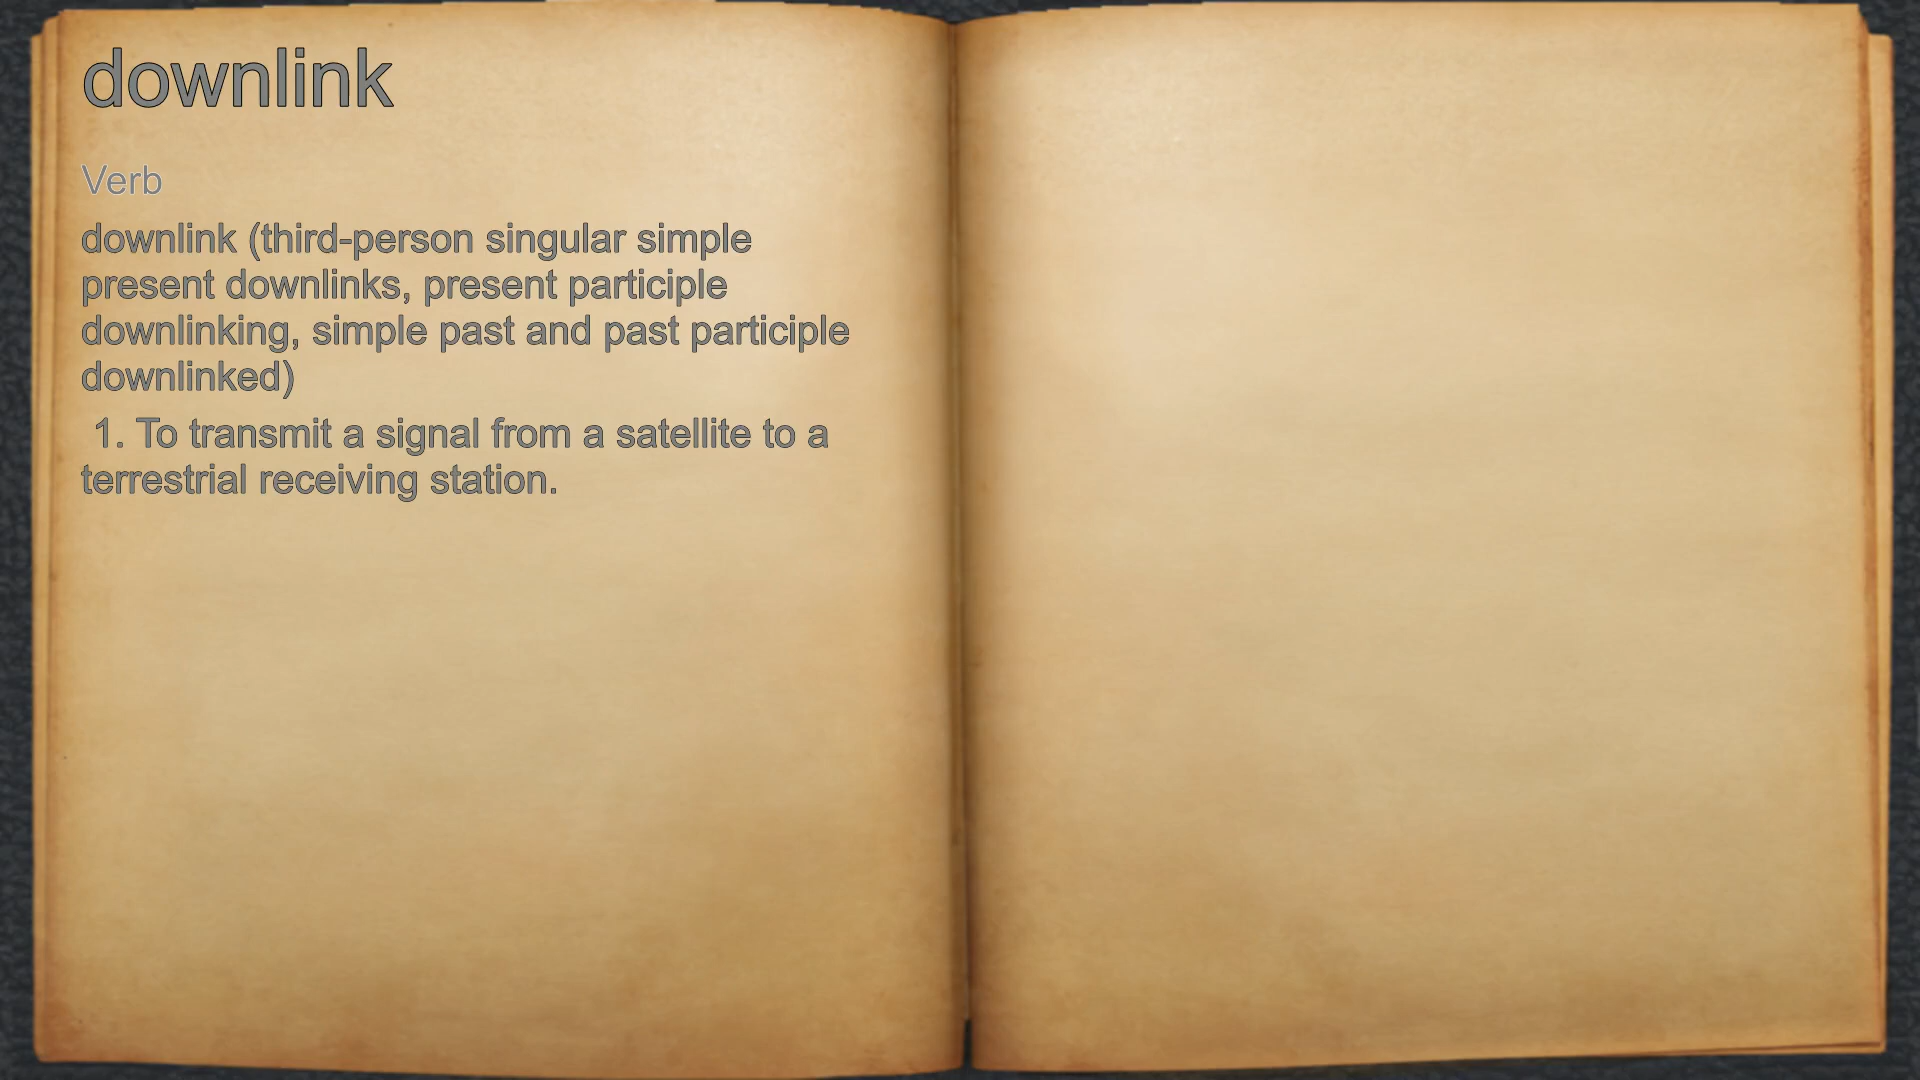 downlink
Verb
downlink (third-person singular simple
present downlinks, present participle
downlinking, simple past and past participle
downlinked)
1. To transmit a signal from a satellite to a
terrestrial receiving station.